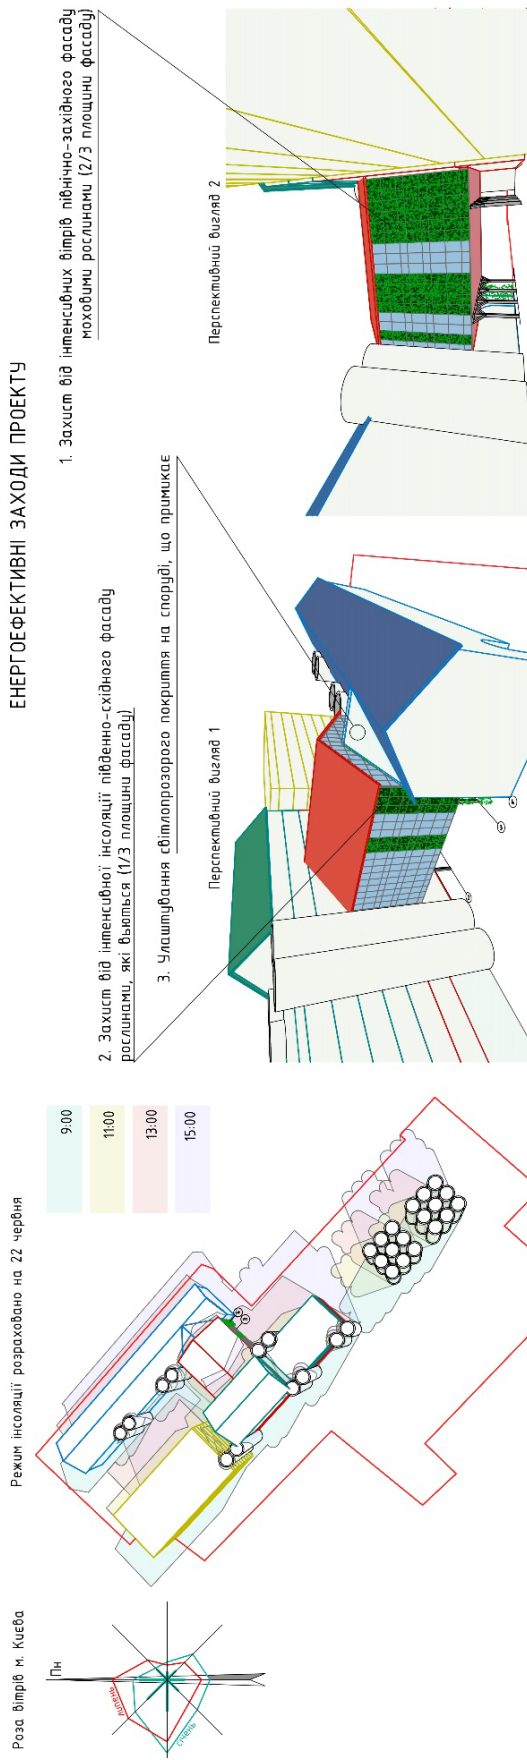 ЕНЕРГОЕФЕКТИВНІ ЗАХОДИ ПРОЕКТУ
Роза вітрів м. Києва
Пн
липень
січень
Режим інсоляції розраховано на 22 червня
9:00
11:00
13:00
15:00
2. Захист від інтенсивної інсоляції південно-східного фасаду
рослинами, які вьються (1/3 площини фасаду)
3. Улаштування світлопрозорого покриття на споруді, що примикає
Перспективний вигляд 1
1. Захист від інтенсивних вітрів північно-західного фасаду
моховими рослинами (2/3 площини фасаду)
Перспективний вигляд 2